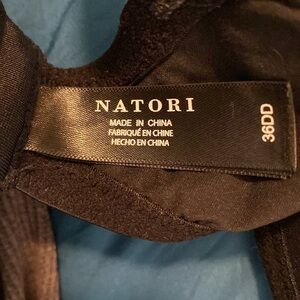 NATORI
MADE IN CHINA
FABRIQUÉ EN CHINE
HECHO EN CHINA
36DD